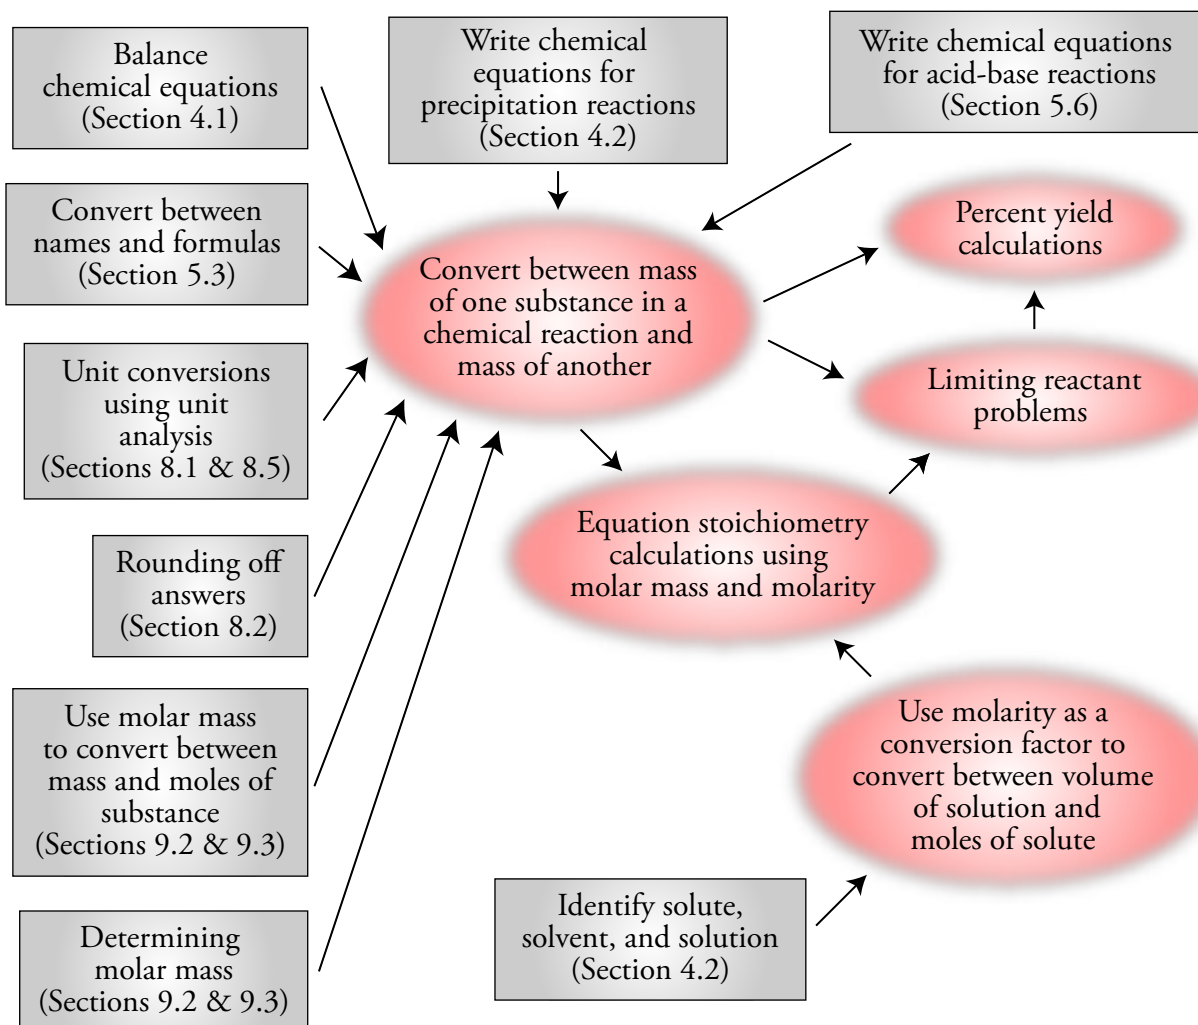 Balance
chemical equations
(Section 4.1)
Write chemical
equations for
precipitation reactions
(Section 4.2)
Write chemical equations
for acid-base reactions
(Section 5.6)
Convert between
names and formulas
(Section 5.3)
Convert between mass
of one substance in a
chemical reaction and
mass of another
Percent yield
calculations
Unit conversions
using unit
analysis
(Sections 8.1 & 8.5)
Limiting reactant
problems
Rounding off
answers
(Section 8.2)
Equation stoichiometry
calculations using
molar mass and molarity
Use molar mass
to convert between
mass and moles of
substance
(Sections 9.2 & 9.3)
Use molarity as a
conversion factor to
convert between volume
of solution and
moles of solute
Determining
molar mass
(Sections 9.2 & 9.3)
Identify solute,
solvent, and solution
(Section 4.2)